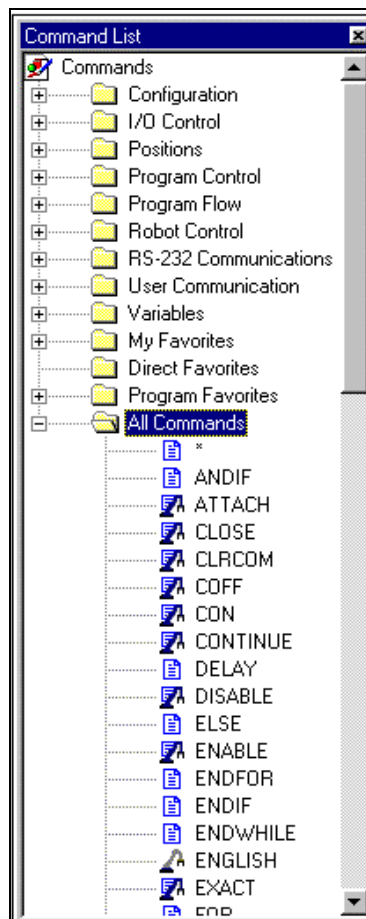 Command List
Commands
Configuration
I/O Control
Positions
Program Control
Program Flow
Robot Control
RS-232 Communications
User Communication
Variables
My Favorites
Direct Favorites
Program Favorites
All Commands
*
ANDIF
ATTACH
CLOSE
CLRCOM
COFF
CON
CONTINUE
DELAY
DISABLE
ELSE
ENABLE
ENDFOR
ENDIF
ENDWHILE
ENGLISH
EXACT
FOR